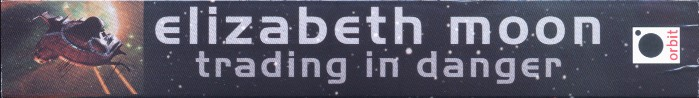 elizabeth moon
trading in danger
orbit